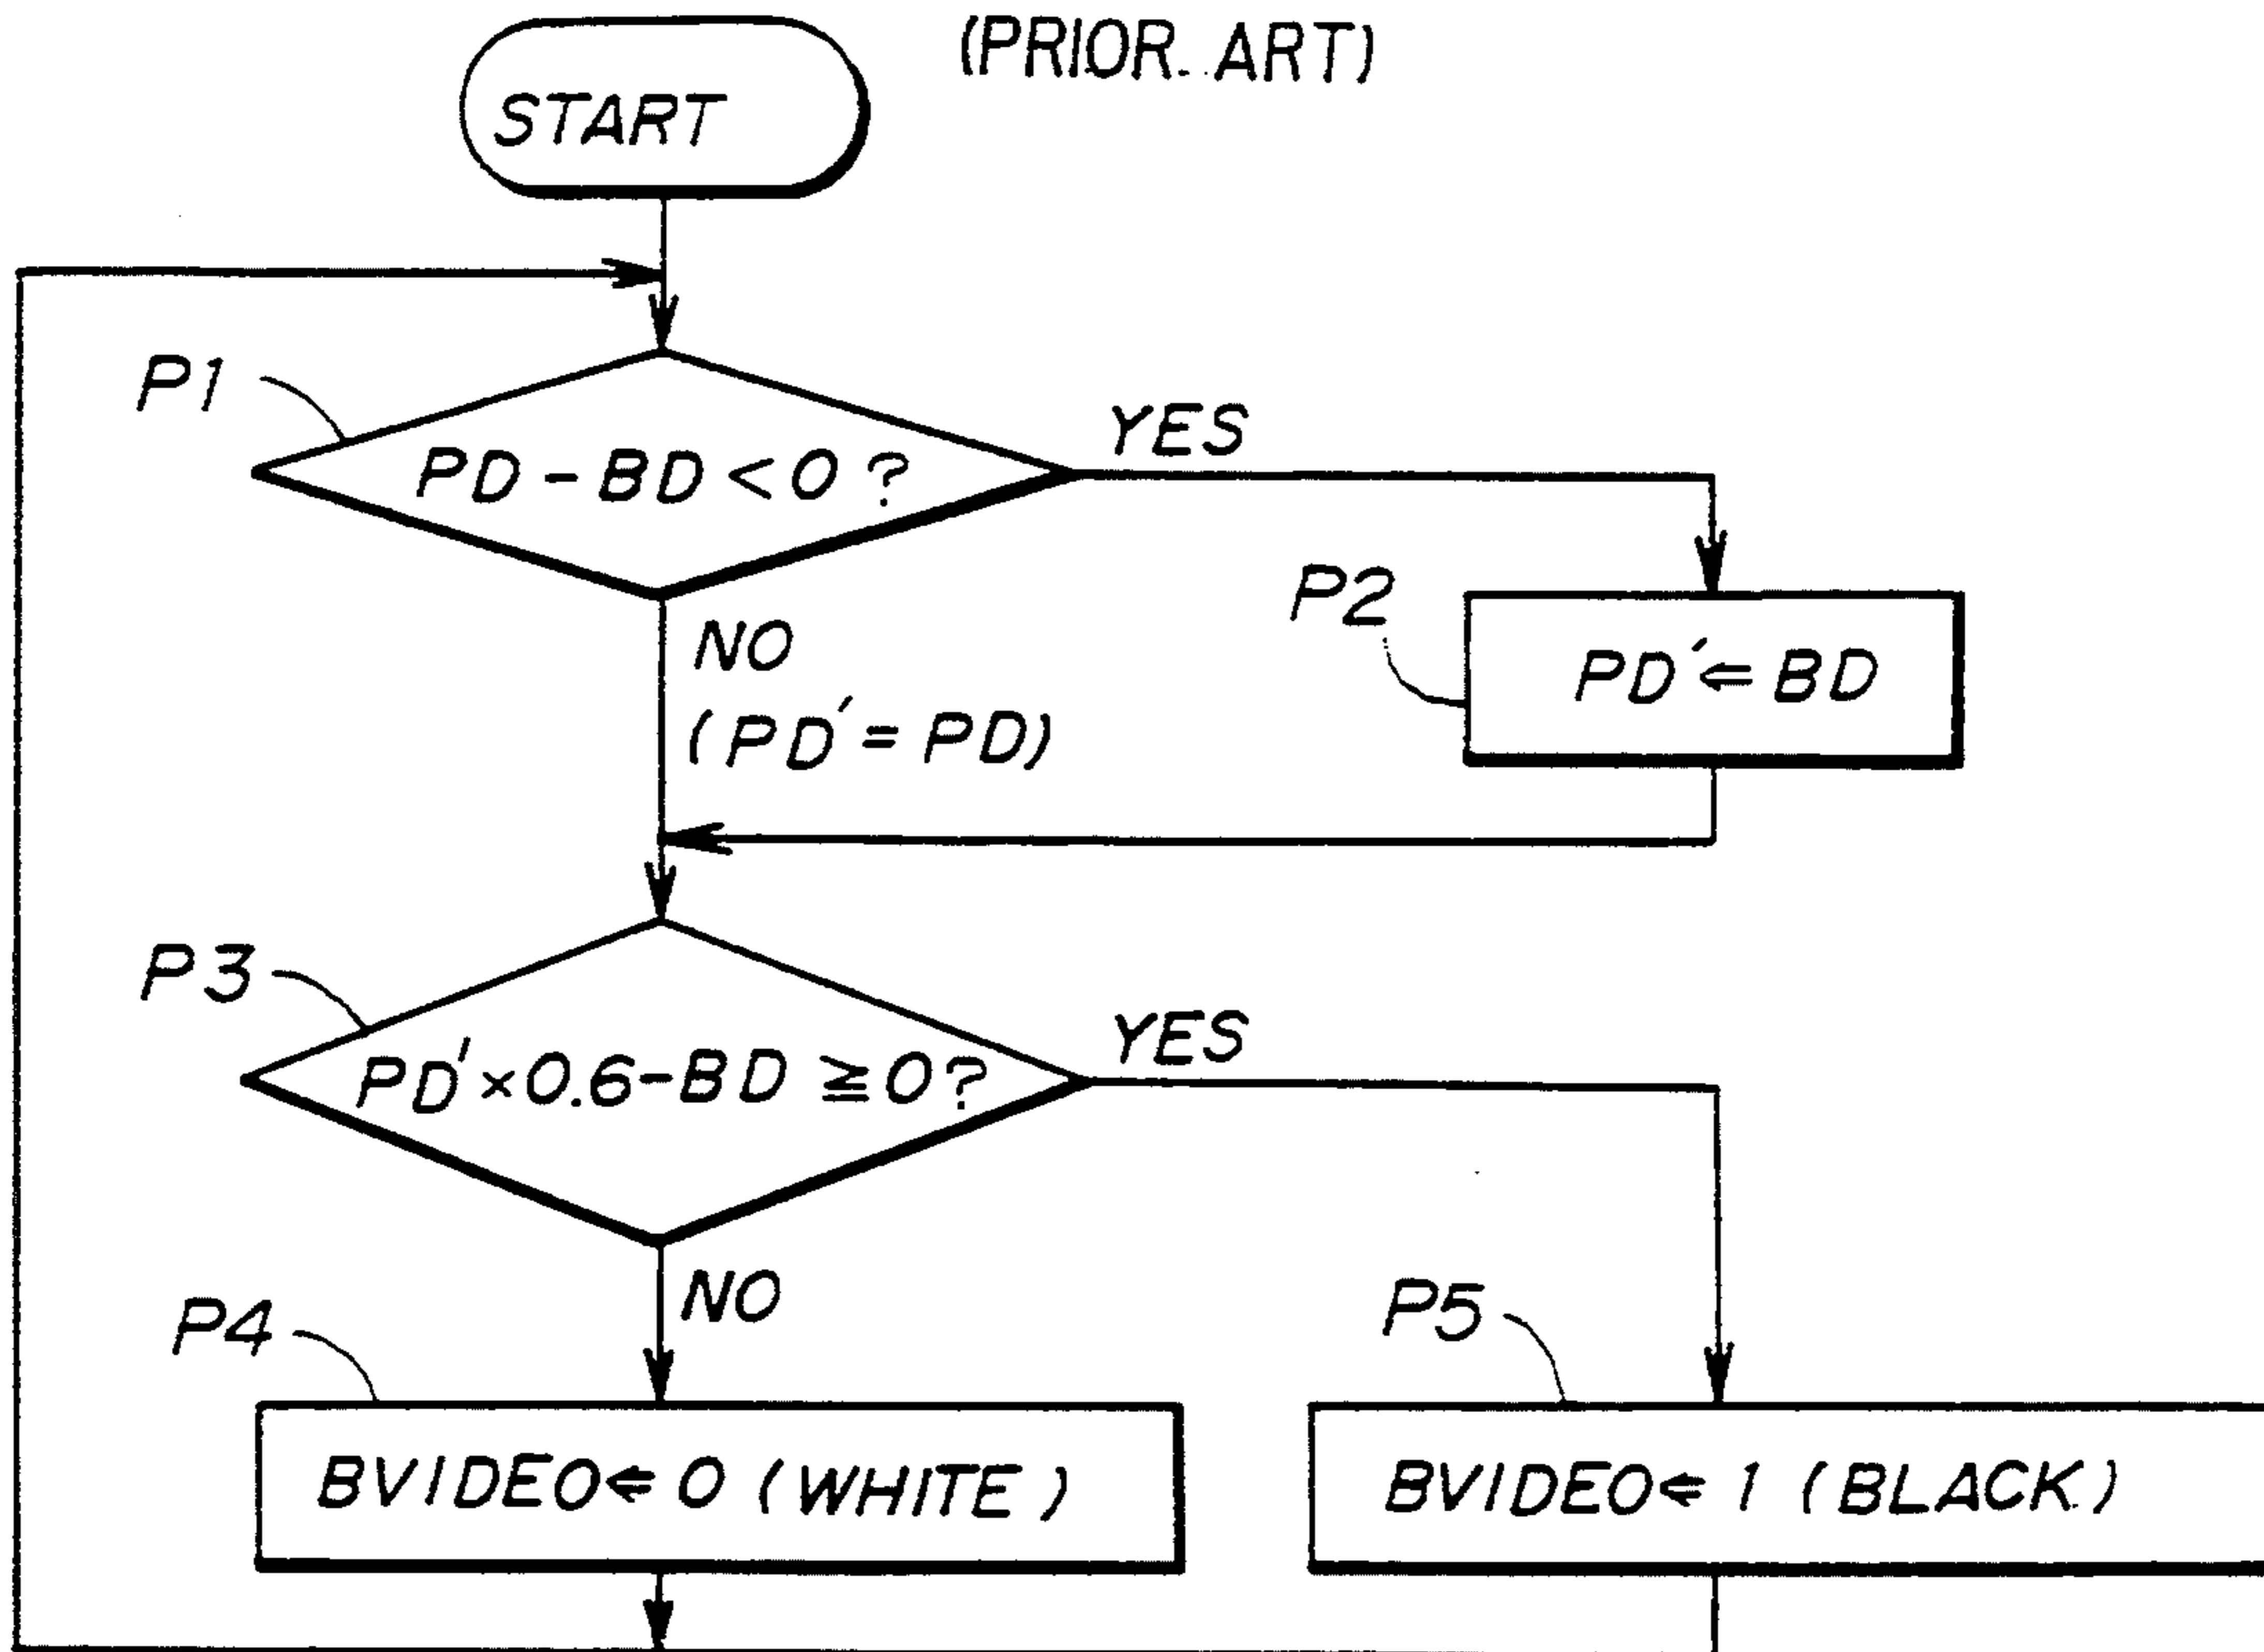 (PRIOR ART)
START
P1
PD - BD < 0 ?
YES
P2
PD' ⇐ BD
NO
(PD' = PD)
P3
PD' × 0.6 - BD ≧ 0 ?
YES
NO
P4
BVIDEO ⇐ 0 (WHITE)
P5
BVIDEO ⇐ 1 (BLACK)